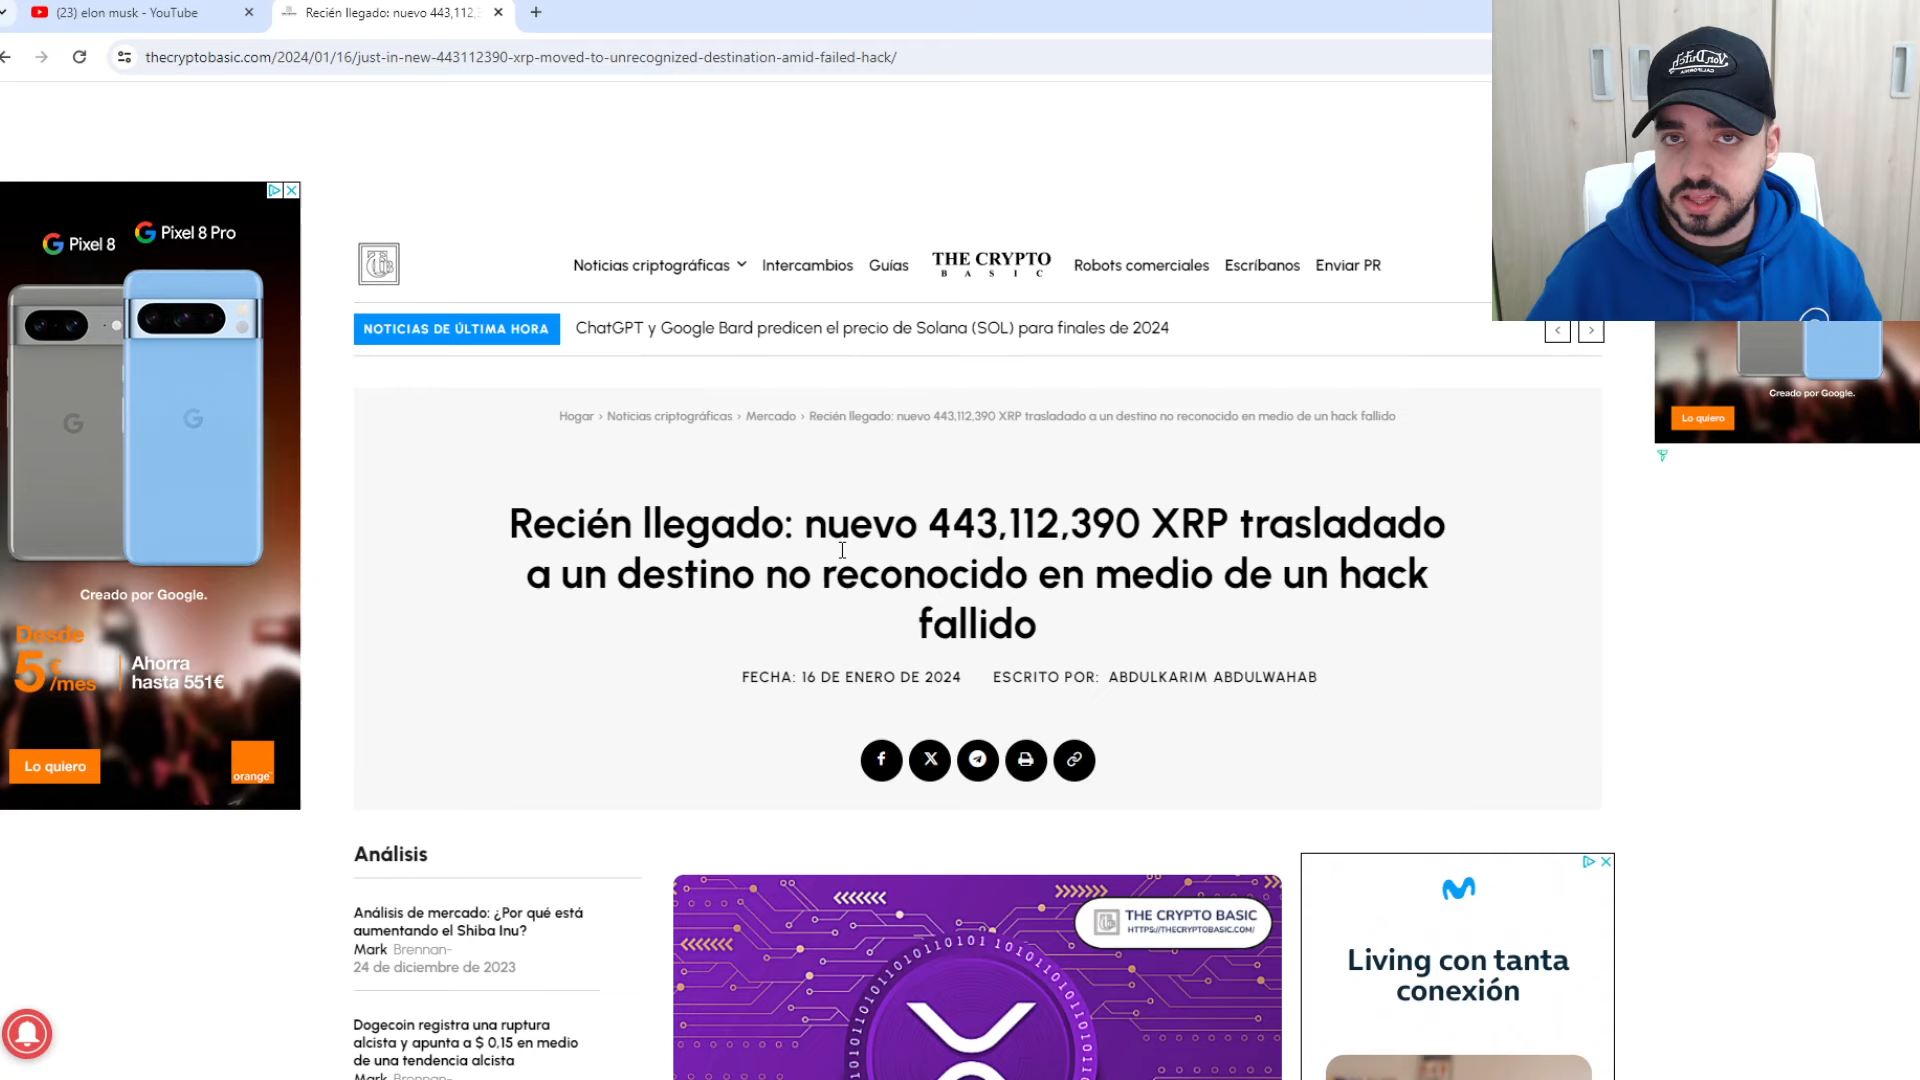 (23) elon musk - YouTube
Recién llegado: nuevo 443,112,3
thecryptobasic.com/2024/01/16/just-in-new-443112390-xrp-moved-to-unrecognized-destination-amid-failed-hack/
Von Dutch
CALIFORNIA
Pixel 8
Pixel 8 Pro
Creado por Google.
Desde
5€/mes
Ahorra
hasta 551€
Lo quiero
orange
Noticias criptográficas
Intercambios
Guías
THE CRYPTO
BASIC
Robots comerciales
Escríbanos
Enviar PR
NOTICIAS DE ÚLTIMA HORA
ChatGPT y Google Bard predicen el precio de Solana (SOL) para finales de 2024
Creado por Google.
Lo quiero
Hogar › Noticias criptográficas › Mercado › Recién llegado: nuevo 443,112,390 XRP trasladado a un destino no reconocido en medio de un hack fallido
Recién llegado: nuevo 443,112,390 XRP trasladado
a un destino no reconocido en medio de un hack
fallido
FECHA: 16 DE ENERO DE 2024
ESCRITO POR: ABDULKARIM ABDULWAHAB
Análisis
Análisis de mercado: ¿Por qué está
aumentando el Shiba Inu?
Mark Brennan-
24 de diciembre de 2023
Dogecoin registra una ruptura
alcista y apunta a $ 0,15 en medio
de una tendencia alcista
Mark Brennan-
THE CRYPTO BASIC
HTTPS://THECRYPTOBASIC.COM/
Living con tanta
conexión